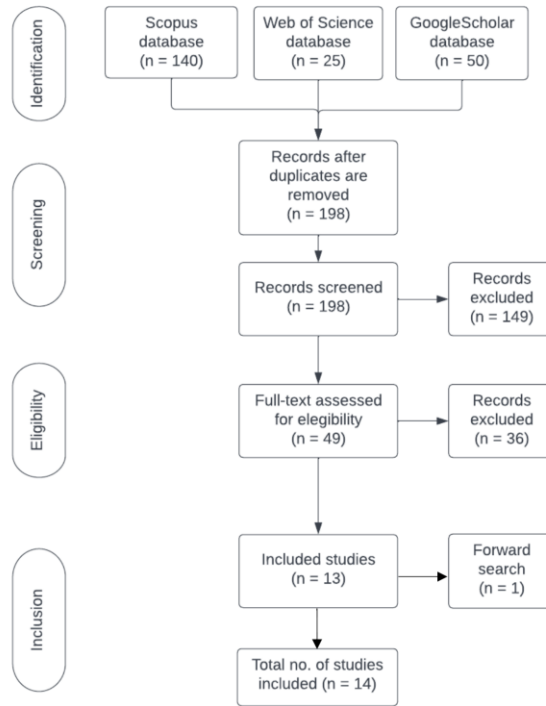 Identification
Scopus
database
(n = 140)
Web of Science
database
(n = 25)
GoogleScholar
database
(n = 50)
Screening
Records after
duplicates are
removed
(n = 198)
Records screened
(n = 198)
Records
excluded
(n = 149)
Eligibility
Full-text assessed
for elegibility
(n = 49)
Records
excluded
(n = 36)
Inclusion
Included studies
(n = 13)
Forward
search
(n = 1)
Total no. of studies
included (n = 14)